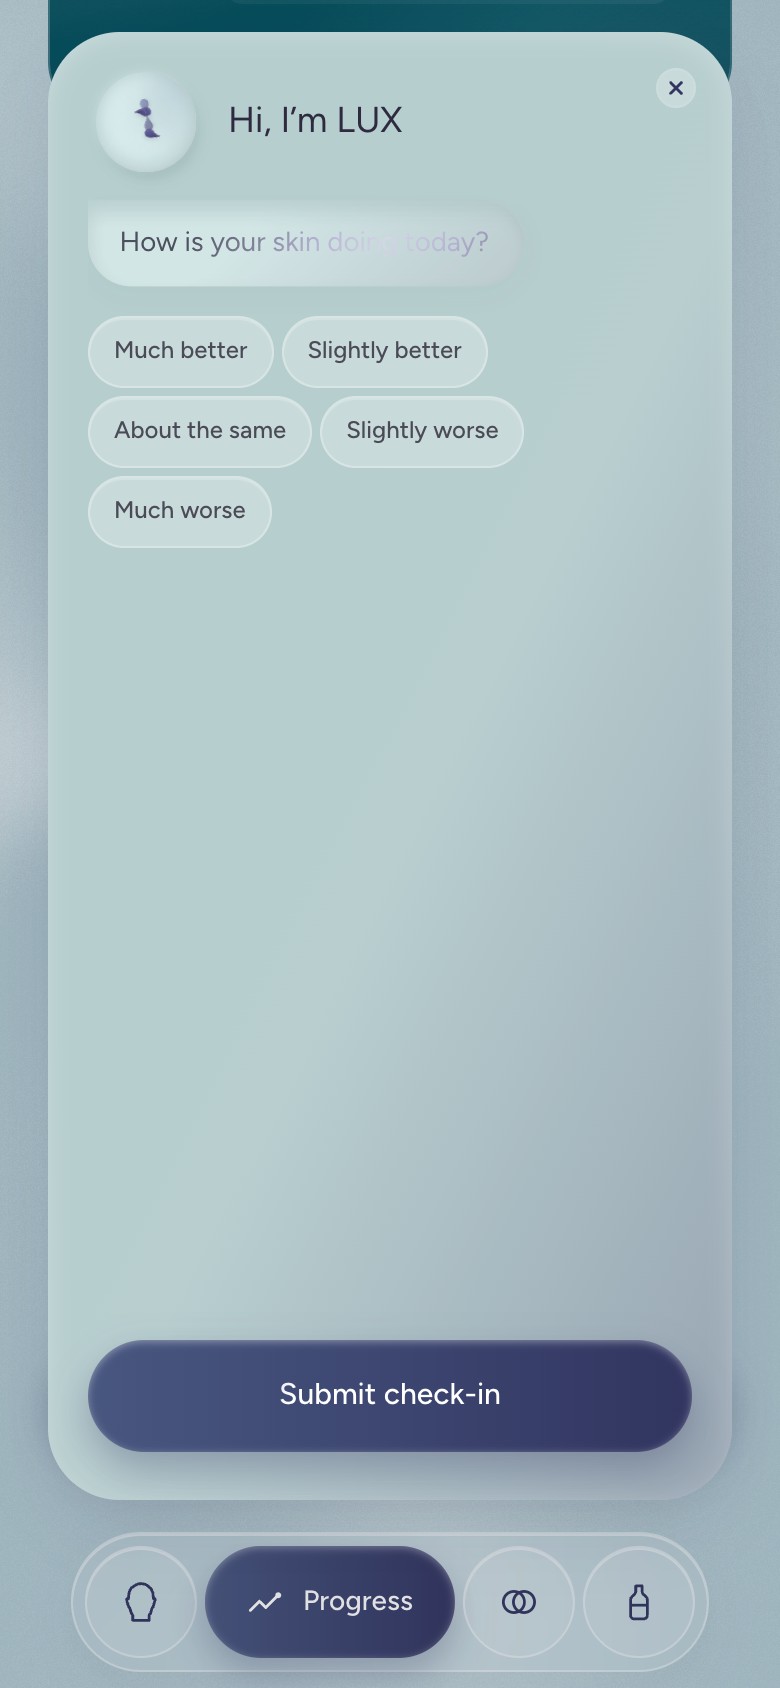 Hi, I’m LUX
How is your skin doing today?
Much better
Slightly better
About the same
Slightly worse
Much worse
Submit check-in
Progress